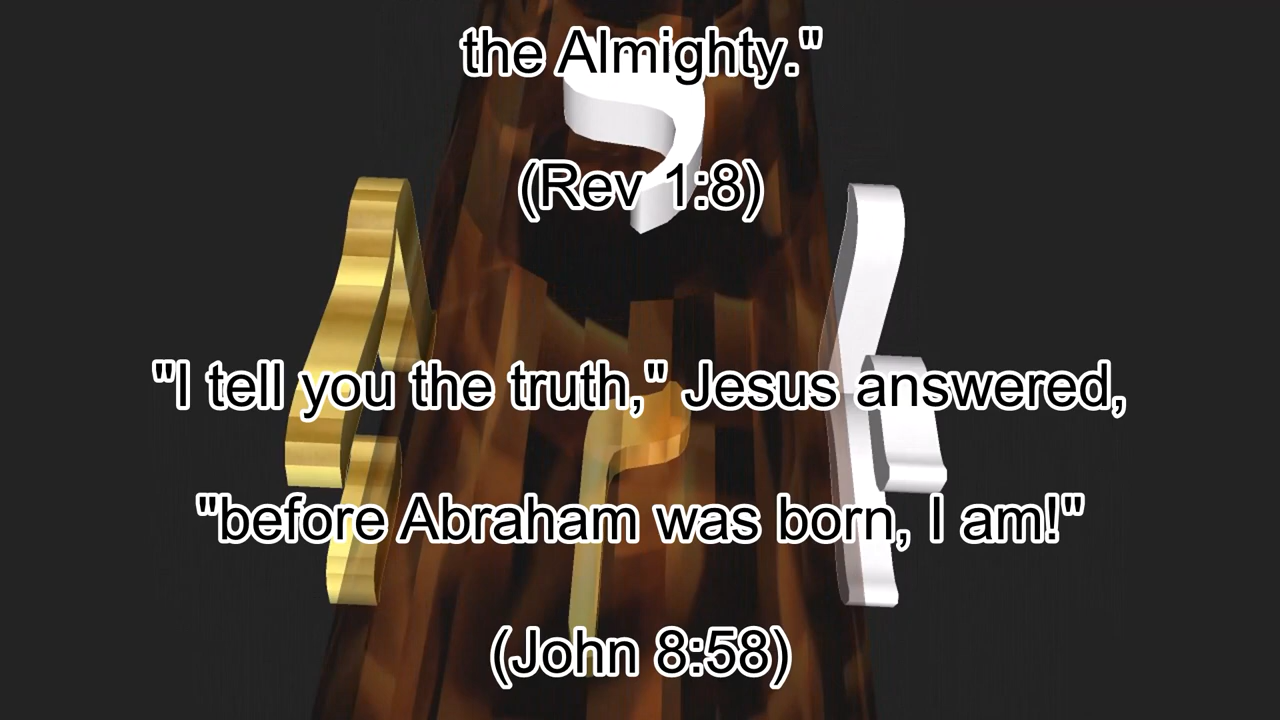 the Almighty."
(Rev 1:8)
"I tell you the truth," Jesus answered,
"before Abraham was born, I am!"
(John 8:58)